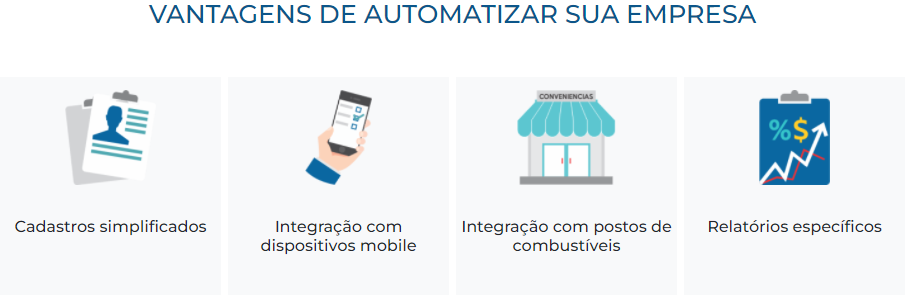 VANTAGENS DE AUTOMATIZAR SUA EMPRESA
Cadastros simplificados
Integração com
dispositivos mobile
CONVENIENCIAS
Integração com postos de
combustíveis
% $
Relatórios específicos